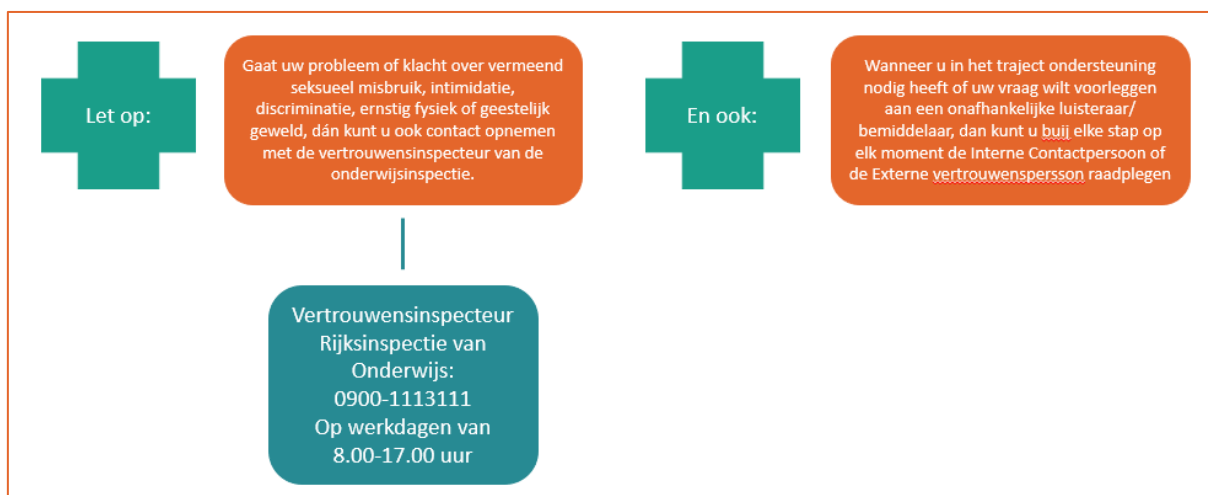 Let op:
Gaat uw probleem of klacht over vermeend
seksueel misbruik, intimidatie,
discriminatie, ernstig fysiek of geestelijk
geweld, dán kunt u ook contact opnemen
met de vertrouwensinspecteur van de
onderwijsinspectie.
Vertrouwensinspecteur
Rijksinspectie van
Onderwijs:
0900-1113111
Op werkdagen van
8.00-17.00 uur
En ook:
Wanneer u in het traject ondersteuning
nodig heeft of uw vraag wilt voorleggen
aan een onafhankelijke luisteraar/
bemiddelaar, dan kunt u buij elke stap op
elk moment de Interne Contactpersoon of
de Externe vertrouwenspersson raadplegen